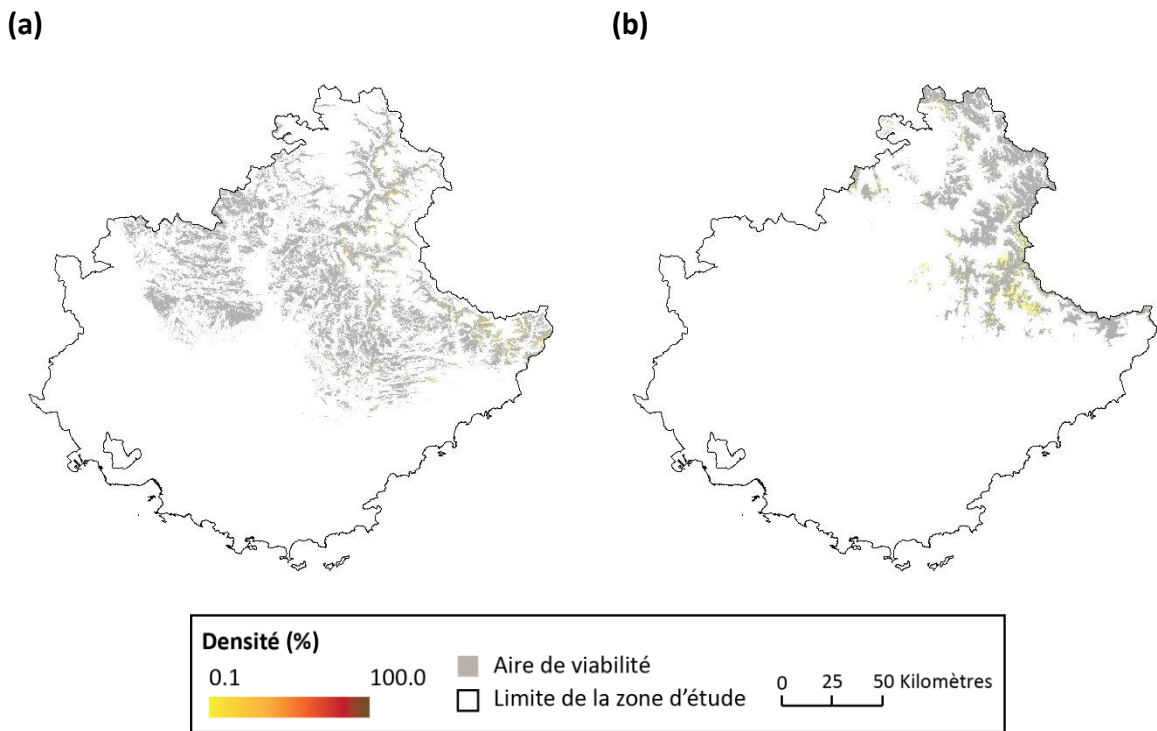 (a)
(b)
Densité (%)
0.1 100.0
Aire de viabilité
Limite de la zone d'étude
0 25 50 Kilomètres